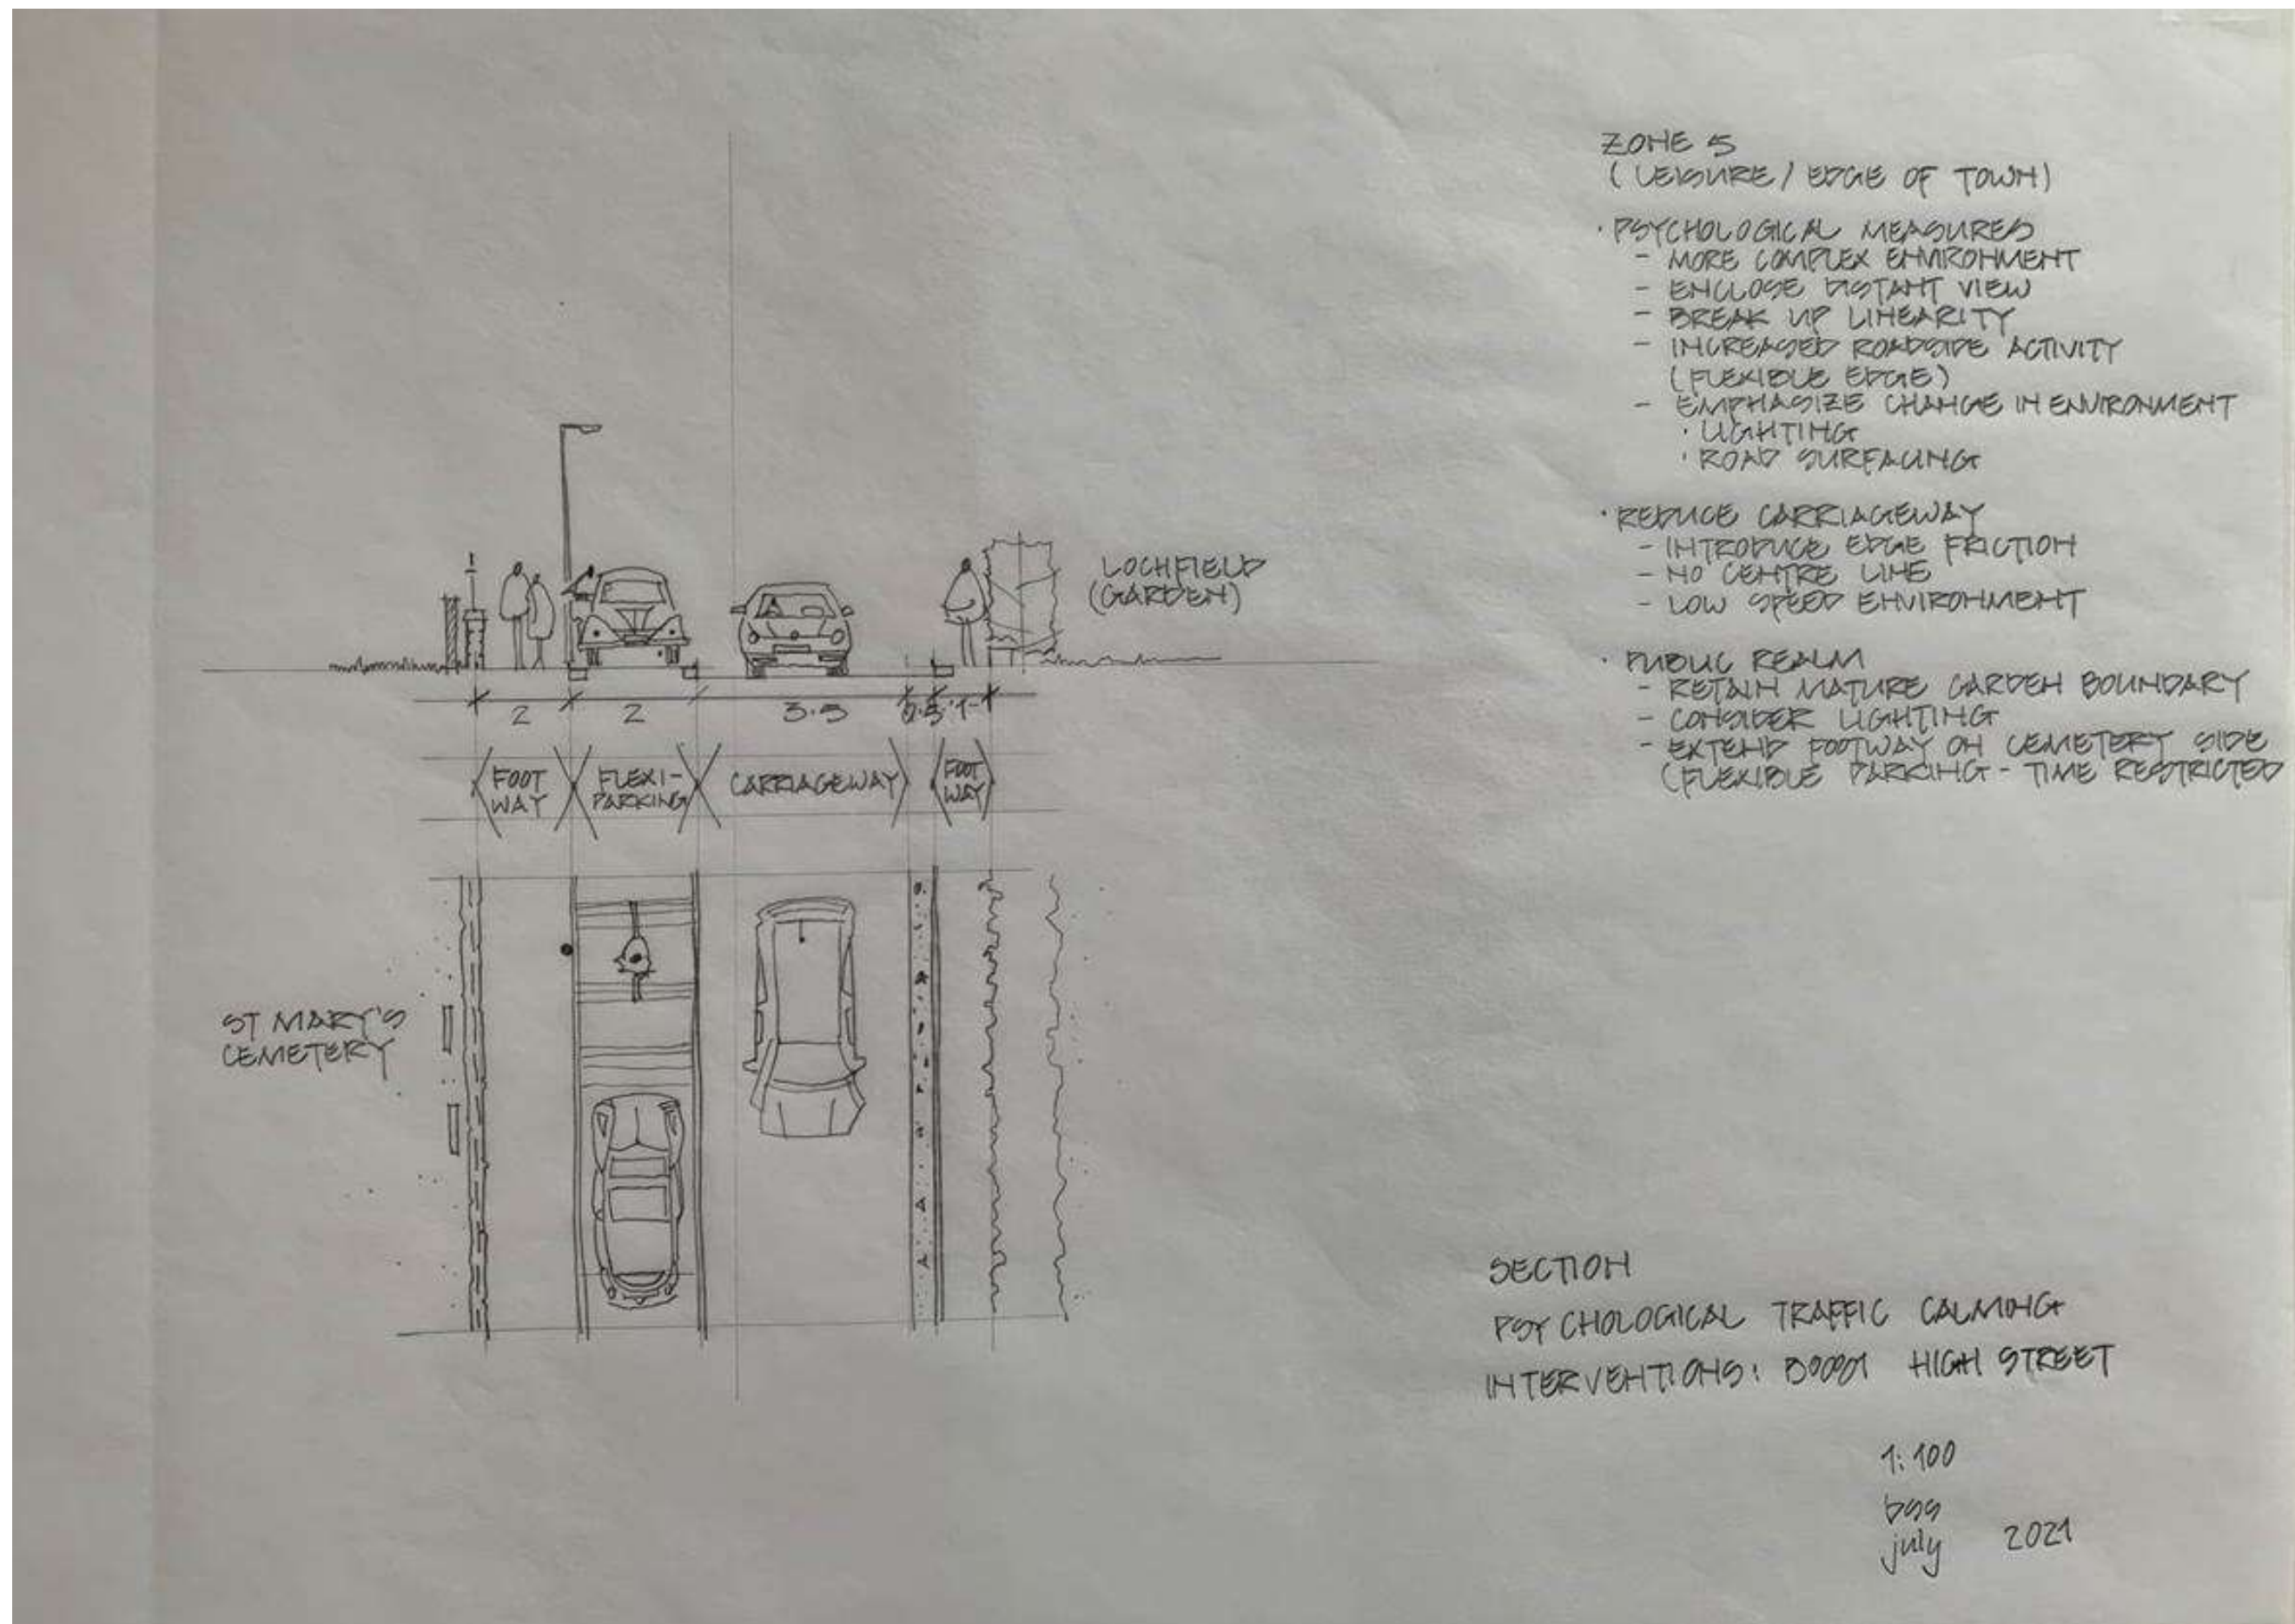 ZONE 5
(LEISURE / EDGE OF TOWN)
· PSYCHOLOGICAL MEASURES
- MORE COMPLEX ENVIRONMENT
- ENCLOSE DISTANT VIEW
- BREAK UP LINEARITY
- INCREASED ROADSIDE ACTIVITY
(FLEXIBLE EDGE)
- EMPHASIZE CHANGE IN ENVIRONMENT
· LIGHTING
· ROAD SURFACING
· REDUCE CARRIAGEWAY
- INTRODUCE EDGE FRICTION
- NO CENTRE LINE
- LOW SPEED ENVIRONMENT
· PUBLIC REALM
- RETAIN MATURE GARDEN BOUNDARY
- CONSIDER LIGHTING
- EXTEND FOOTWAY ON CEMETERY SIDE
(FLEXIBLE PARKING - TIME RESTRICTED
LOCHFIELD
(GARDEN)
2 2 3.5 0.5 1
FOOT
WAY
FLEXI-
PARKING
CARRIAGEWAY
FOOT
WAY
ST MARY'S
CEMETERY
SECTION
PSYCHOLOGICAL TRAFFIC CALMING
INTERVENTIONS: HIGH STREET
1:100
bss
july 2021